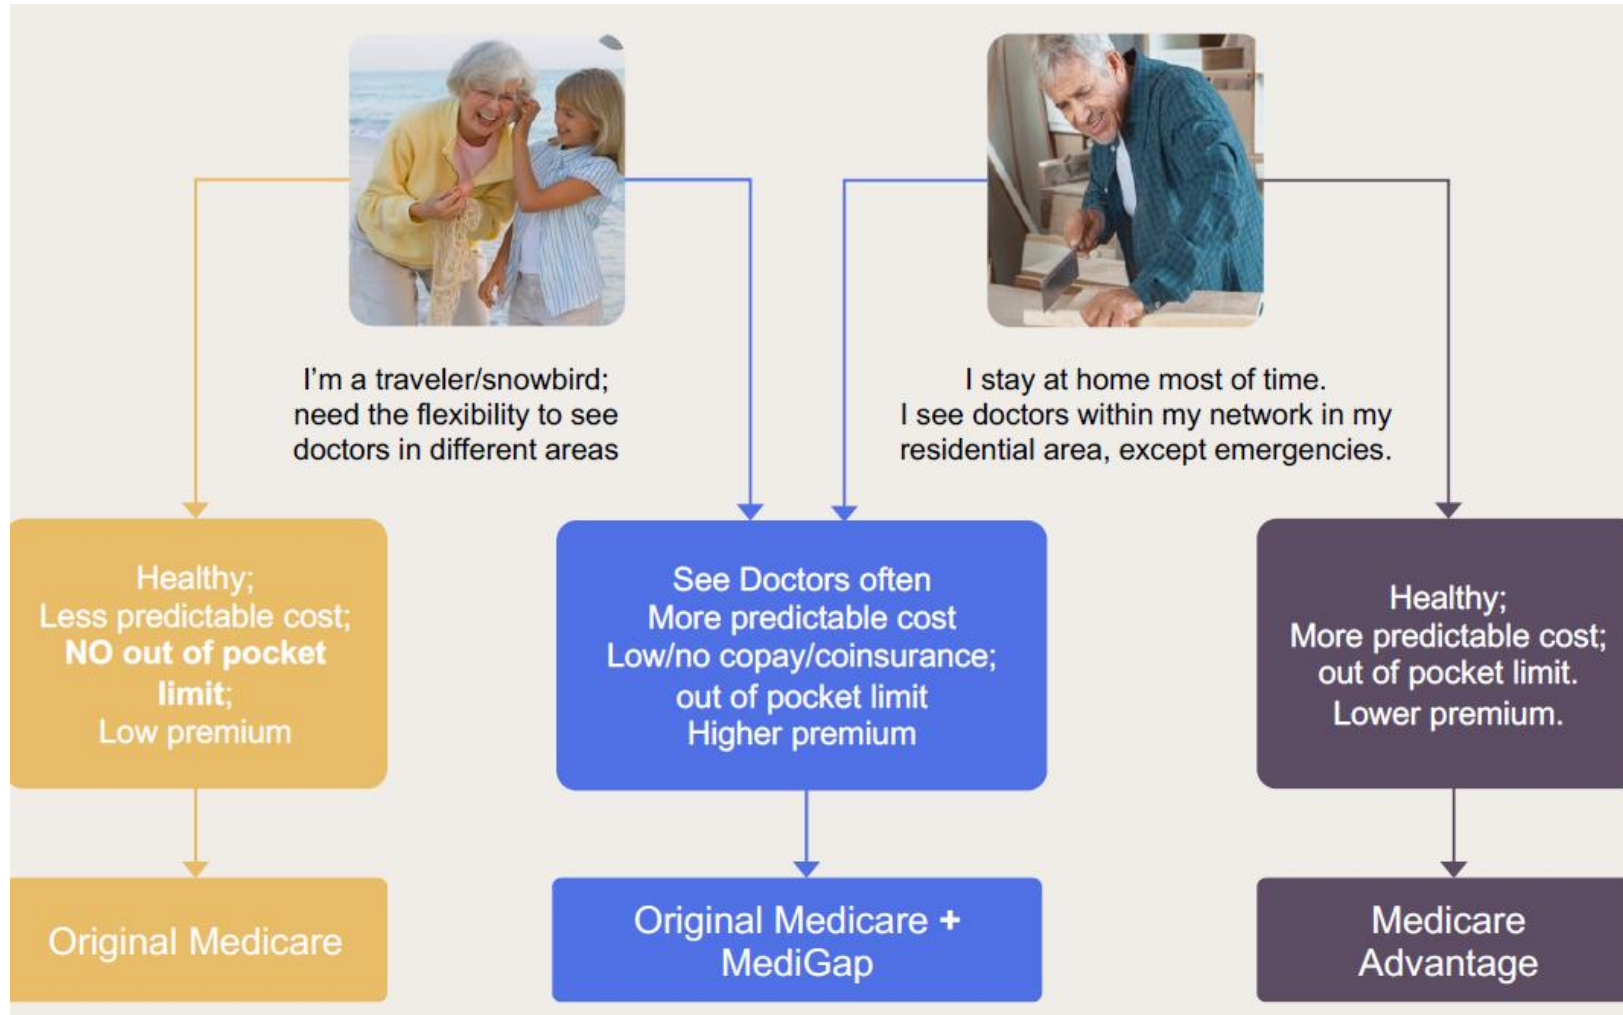 I'm a traveler/snowbird;
need the flexibility to see
doctors in different areas
I stay at home most of time.
I see doctors within my network in my
residential area, except emergencies.
Healthy;
Less predictable cost;
NO out of pocket
limit;
Low premium
See Doctors often
More predictable cost
Low/no copay/coinsurance;
out of pocket limit
Higher premium
Healthy;
More predictable cost;
out of pocket limit.
Lower premium.
Original Medicare
Original Medicare +
MediGap
Medicare
Advantage